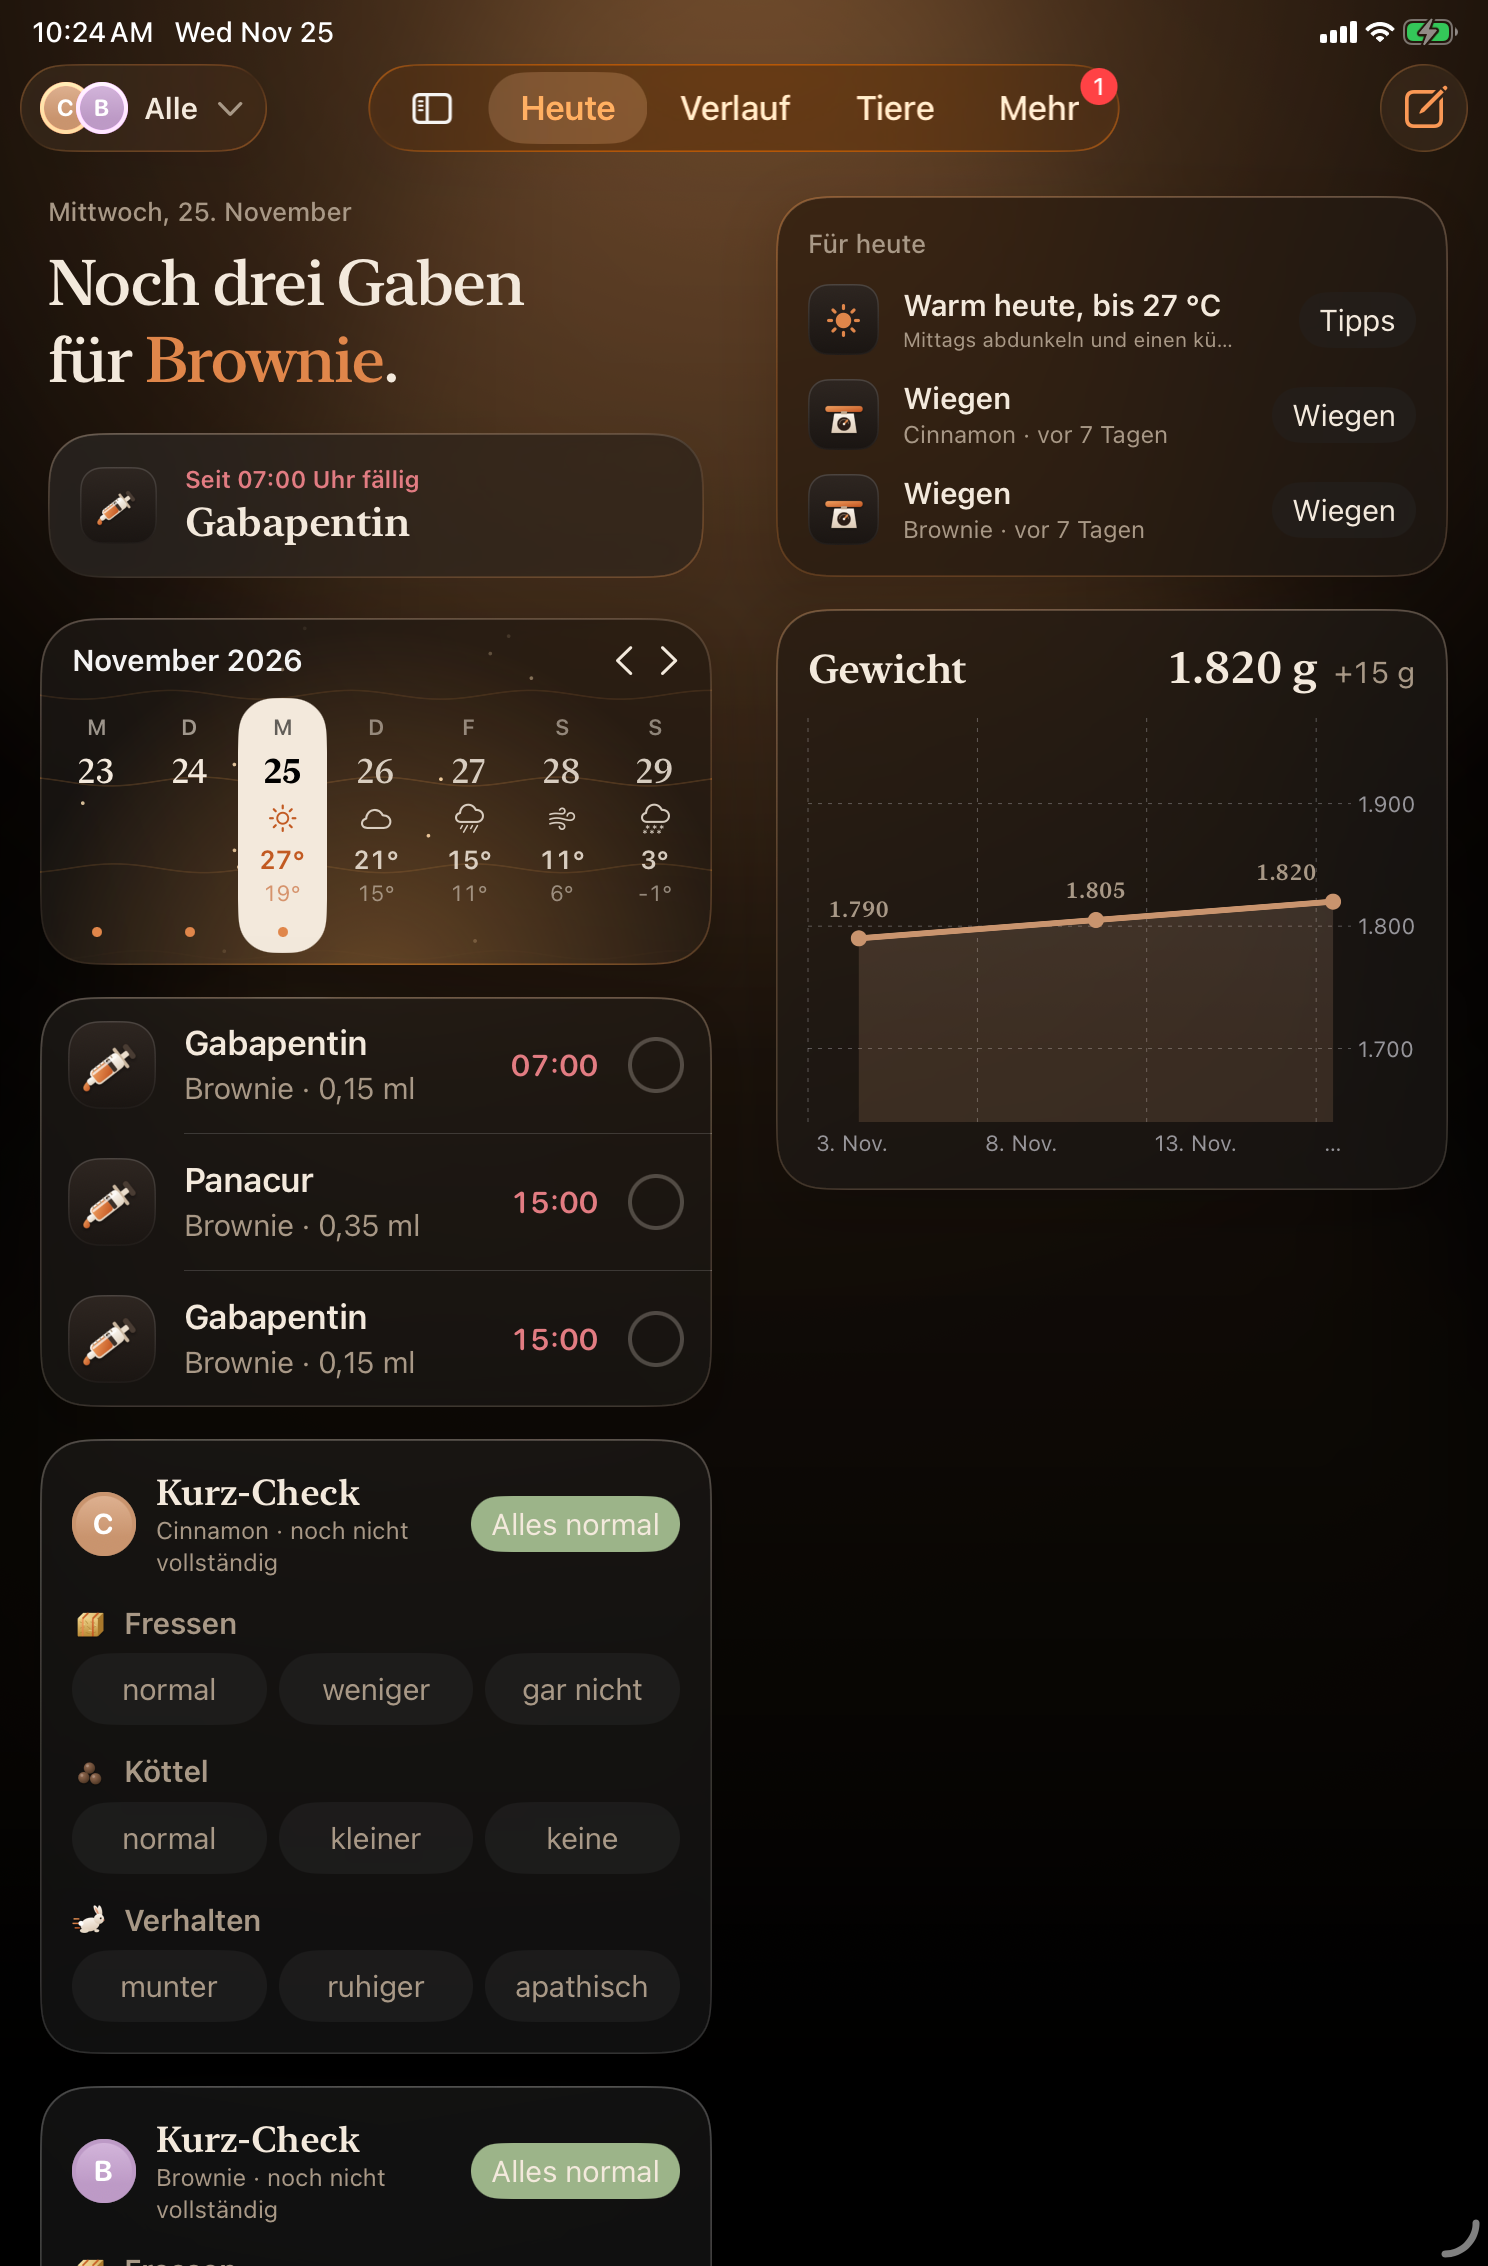 10:24 AM Wed Nov 25
C B Alle
Heute Verlauf Tiere Mehr 1
Mittwoch, 25. November
Noch drei Gaben
für Brownie.
Seit 07:00 Uhr fällig
Gabapentin
November 2026
M D M D F S S
23 24 25 26 27 28 29
27° 21° 15° 11° 3°
19° 15° 11° 6° -1°
Gabapentin
Brownie · 0,15 ml
07:00
Panacur
Brownie · 0,35 ml
15:00
Gabapentin
Brownie · 0,15 ml
15:00
C
Kurz-Check
Cinnamon · noch nicht
vollständig
Alles normal
Fressen
normal weniger gar nicht
Köttel
normal kleiner keine
Verhalten
munter ruhiger apathisch
B
Kurz-Check
Brownie · noch nicht
vollständig
Alles normal
Fressen
Für heute
Warm heute, bis 27 °C
Mittags abdunkeln und einen kü...
Tipps
Wiegen
Cinnamon · vor 7 Tagen
Wiegen
Wiegen
Brownie · vor 7 Tagen
Wiegen
Gewicht 1.820 g +15 g
1.900
1.820
1.805
1.790
1.800
1.700
3. Nov. 8. Nov. 13. Nov. ...